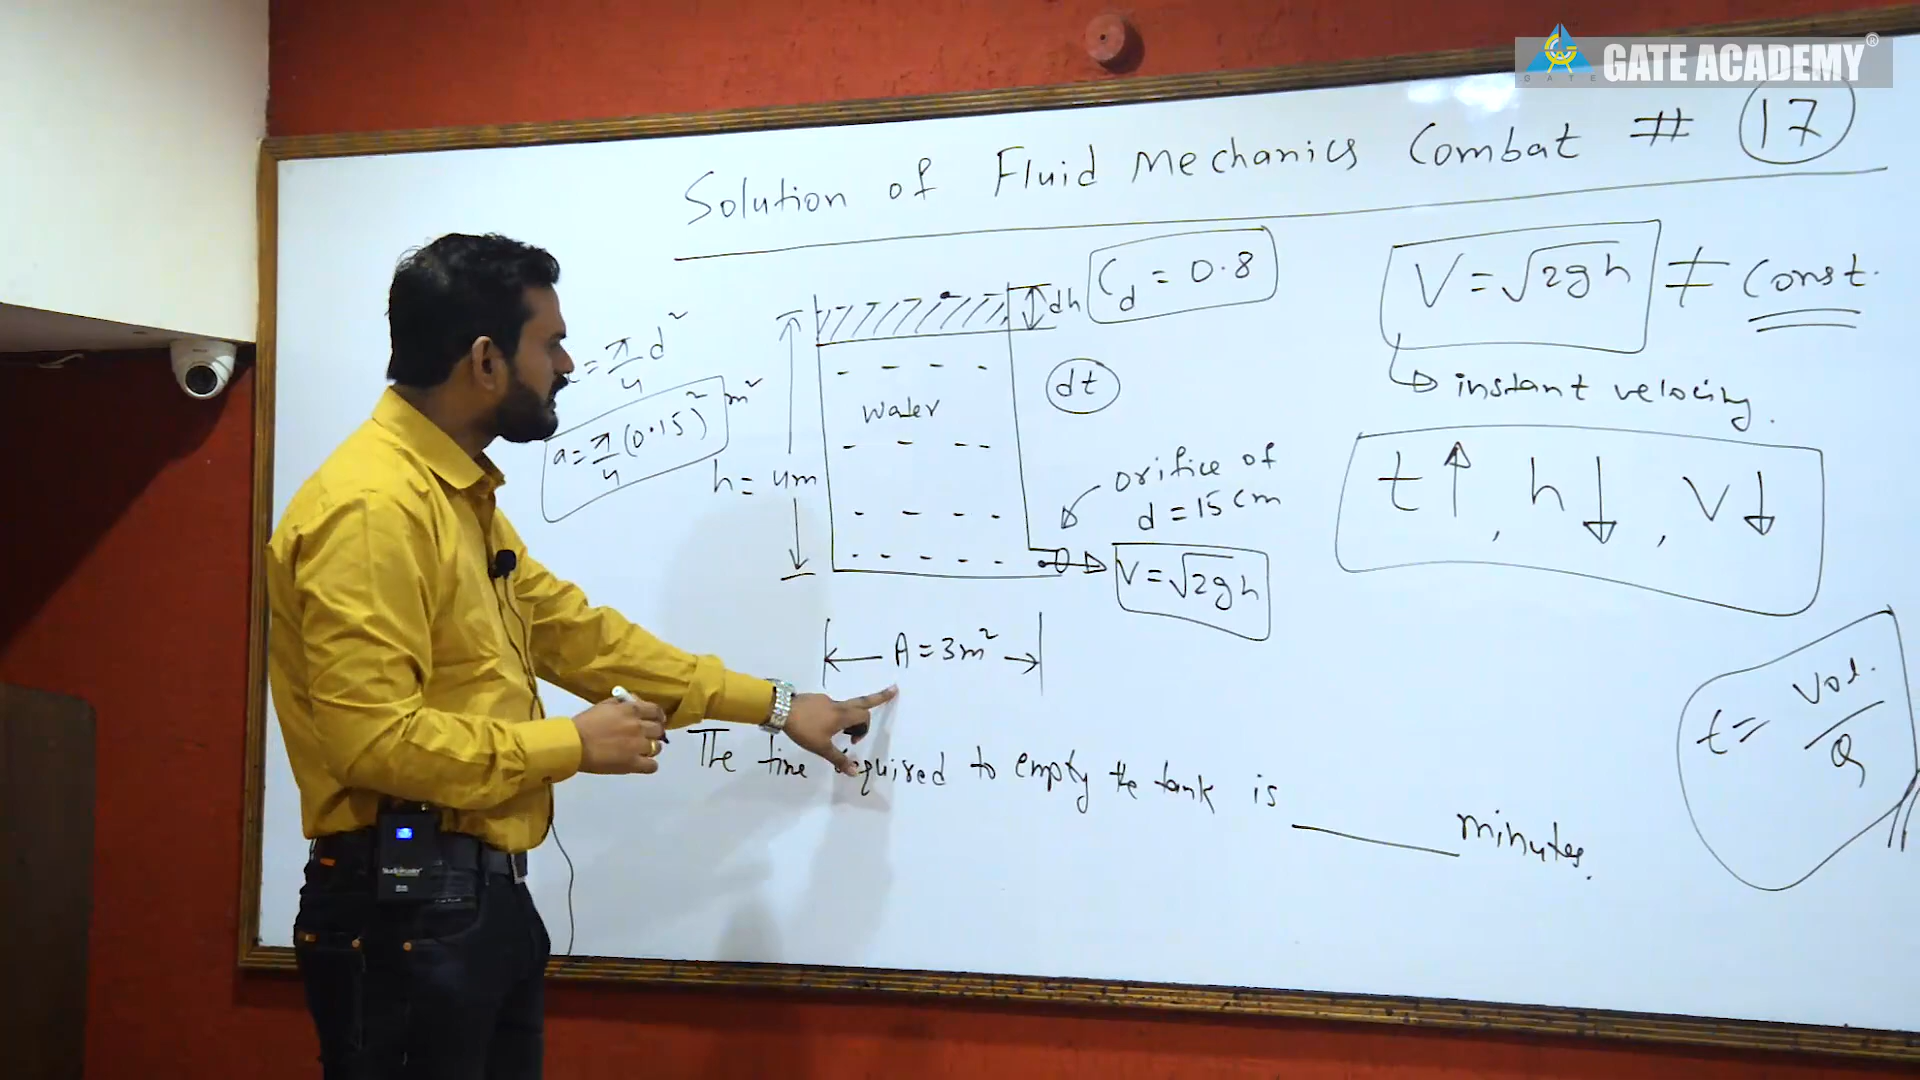 GATE ACADEMY®
GATE
Solution of Fluid Mechanics Combat # 17
Cd = 0.8
dh
V = √2gh ≠ Const.
instant velocity.
= π/4 d²
a = π/4 (0.15)² m²
water
dt
h = 4m
orifice of
d = 15cm
V = √2gh
t↑, h↓, V↓
A = 3m²
t = Vol./Q
The time required to empty the tank is ______ minutes.